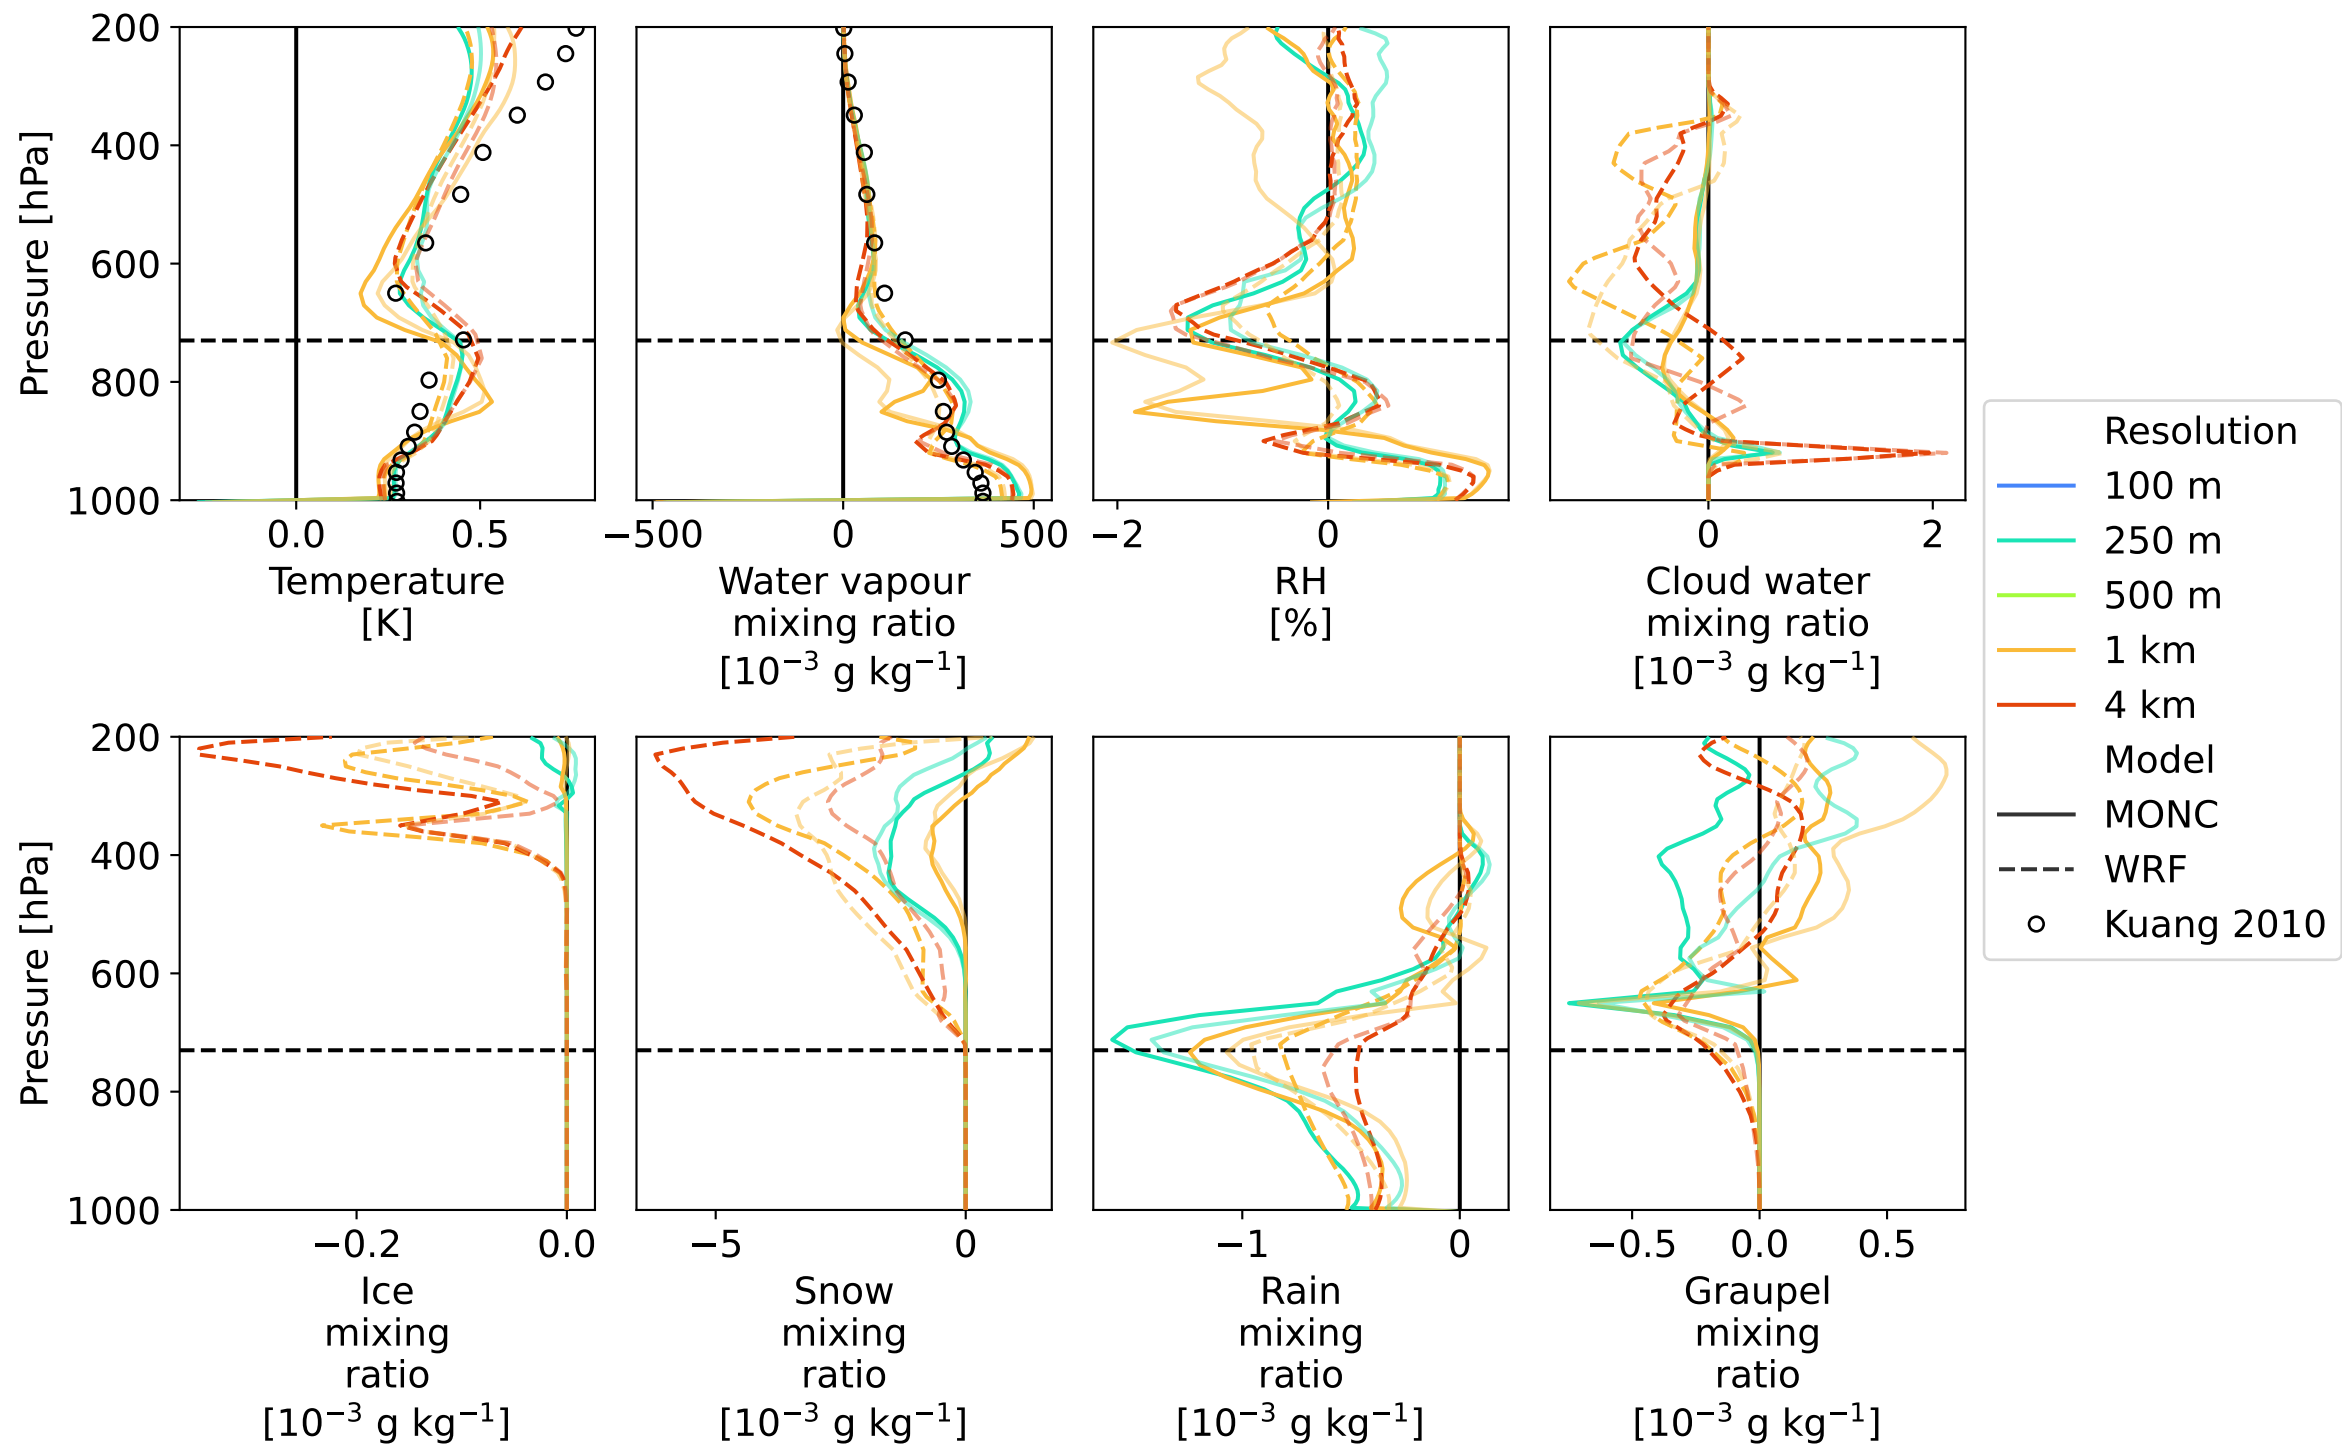 200
400
600
800
1000
Pressure [hPa]
0.0 0.5
Temperature
[K]
−500 0 500
Water vapour
mixing ratio
[10⁻³ g kg⁻¹]
−2 0
RH
[%]
0 2
Cloud water
mixing ratio
[10⁻³ g kg⁻¹]
200
400
600
800
1000
Pressure [hPa]
−0.2 0.0
Ice
mixing
ratio
[10⁻³ g kg⁻¹]
−5 0
Snow
mixing
ratio
[10⁻³ g kg⁻¹]
−1 0
Rain
mixing
ratio
[10⁻³ g kg⁻¹]
−0.5 0.0 0.5
Graupel
mixing
ratio
[10⁻³ g kg⁻¹]
Resolution
100 m
250 m
500 m
1 km
4 km
Model
MONC
WRF
Kuang 2010